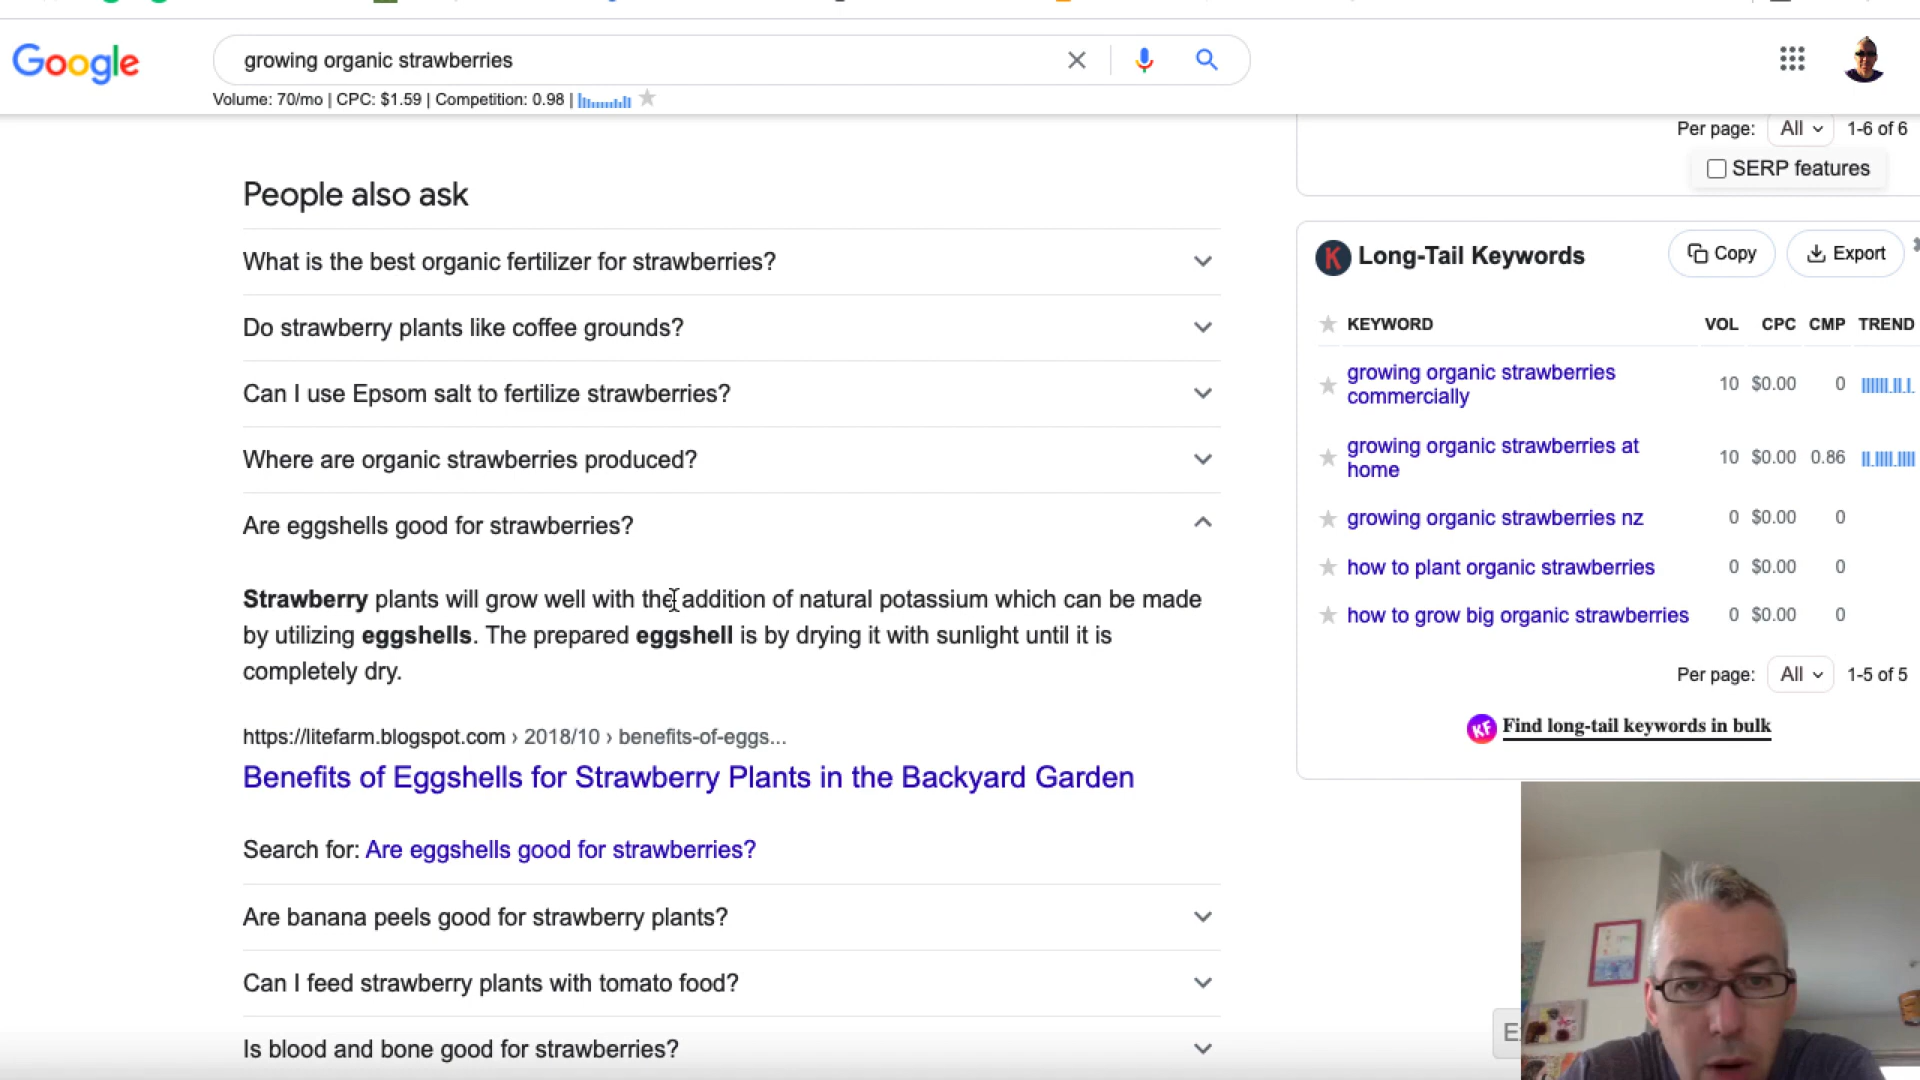 Google
growing organic strawberries
Volume: 70/mo | CPC: $1.59 | Competition: 0.98 |
Per page: All 1-6 of 6
SERP features
People also ask
What is the best organic fertilizer for strawberries?
Do strawberry plants like coffee grounds?
Can I use Epsom salt to fertilize strawberries?
Where are organic strawberries produced?
Are eggshells good for strawberries?
Strawberry plants will grow well with the addition of natural potassium which can be made
by utilizing eggshells. The prepared eggshell is by drying it with sunlight until it is
completely dry.
https://litefarm.blogspot.com › 2018/10 › benefits-of-eggs...
Benefits of Eggshells for Strawberry Plants in the Backyard Garden
Search for: Are eggshells good for strawberries?
Are banana peels good for strawberry plants?
Can I feed strawberry plants with tomato food?
Is blood and bone good for strawberries?
K Long-Tail Keywords Copy Export
KEYWORD VOL CPC CMP TREND
growing organic strawberries
commercially 10 $0.00 0
growing organic strawberries at
home 10 $0.00 0.86
growing organic strawberries nz 0 $0.00 0
how to plant organic strawberries 0 $0.00 0
how to grow big organic strawberries 0 $0.00 0
Per page: All 1-5 of 5
KF Find long-tail keywords in bulk